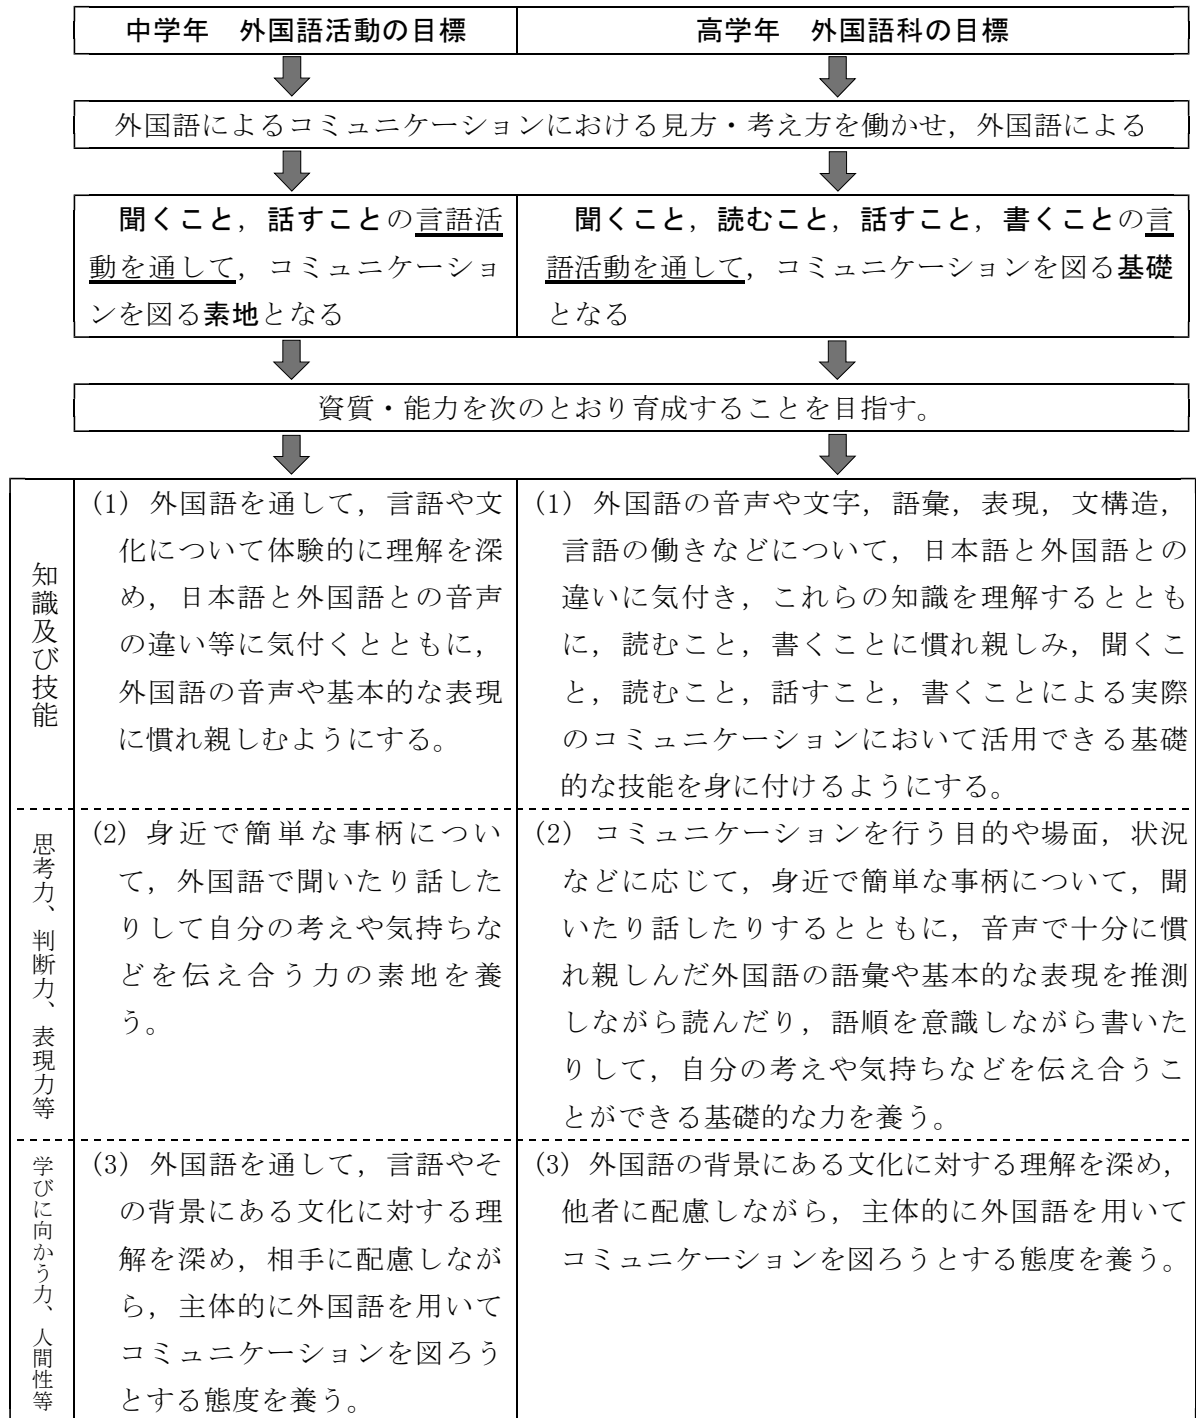 中学年　外国語活動の目標
高学年　外国語科の目標
外国語によるコミュニケーションにおける見方・考え方を働かせ，外国語による
聞くこと，話すことの言語活
動を通して，コミュニケーショ
ンを図る素地となる
聞くこと，読むこと，話すこと，書くことの言
語活動を通して，コミュニケーションを図る基礎
となる
資質・能力を次のとおり育成することを目指す。
知識及び技能
(1) 外国語を通して，言語や文
化について体験的に理解を深
め，日本語と外国語との音声
の違い等に気付くとともに，
外国語の音声や基本的な表現
に慣れ親しむようにする。
(1) 外国語の音声や文字，語彙，表現，文構造，
言語の働きなどについて，日本語と外国語との
違いに気付き，これらの知識を理解するととも
に，読むこと，書くことに慣れ親しみ，聞くこ
と，読むこと，話すこと，書くことによる実際
のコミュニケーションにおいて活用できる基礎
的な技能を身に付けるようにする。
思考力、判断力、表現力等
(2) 身近で簡単な事柄につい
て，外国語で聞いたり話した
りして自分の考えや気持ちな
どを伝え合う力の素地を養
う。
(2) コミュニケーションを行う目的や場面，状況
などに応じて，身近で簡単な事柄について，聞
いたり話したりするとともに，音声で十分に慣
れ親しんだ外国語の語彙や基本的な表現を推測
しながら読んだり，語順を意識しながら書いた
りして，自分の考えや気持ちなどを伝え合うこ
とができる基礎的な力を養う。
学びに向かう力、人間性等
(3) 外国語を通して，言語やそ
の背景にある文化に対する理
解を深め，相手に配慮しなが
ら，主体的に外国語を用いて
コミュニケーションを図ろう
とする態度を養う。
(3) 外国語の背景にある文化に対する理解を深め，
他者に配慮しながら，主体的に外国語を用いて
コミュニケーションを図ろうとする態度を養う。